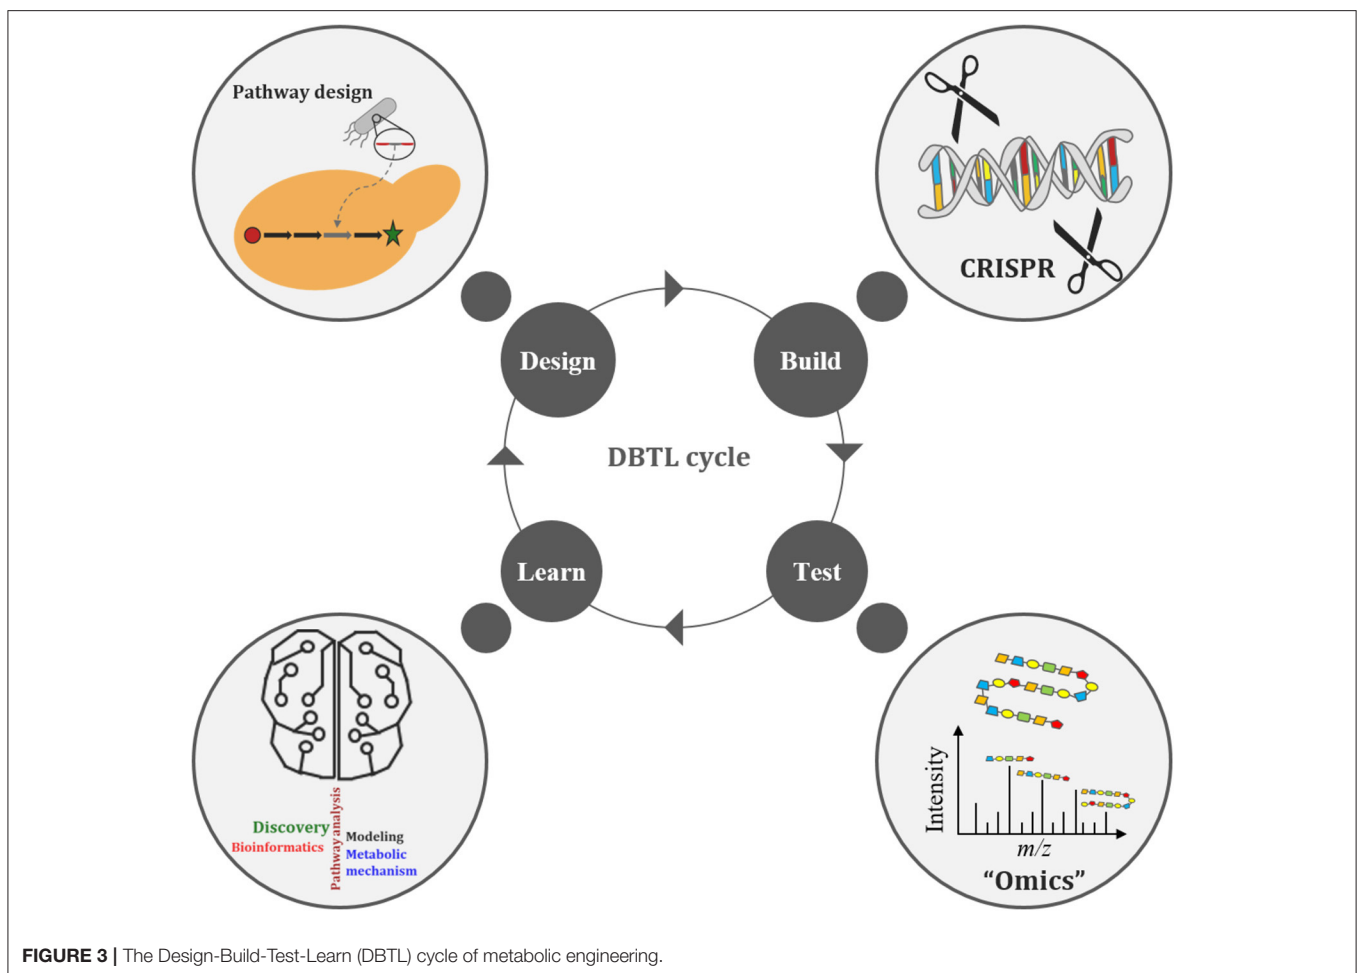 Pathway design
CRISPR
Design
Build
DBTL cycle
Learn
Test
Discovery
Bioinformatics
Pathway analysis
Modeling
Metabolic
mechanism
Intensity
m/z
“Omics”
FIGURE 3 | The Design-Build-Test-Learn (DBTL) cycle of metabolic engineering.